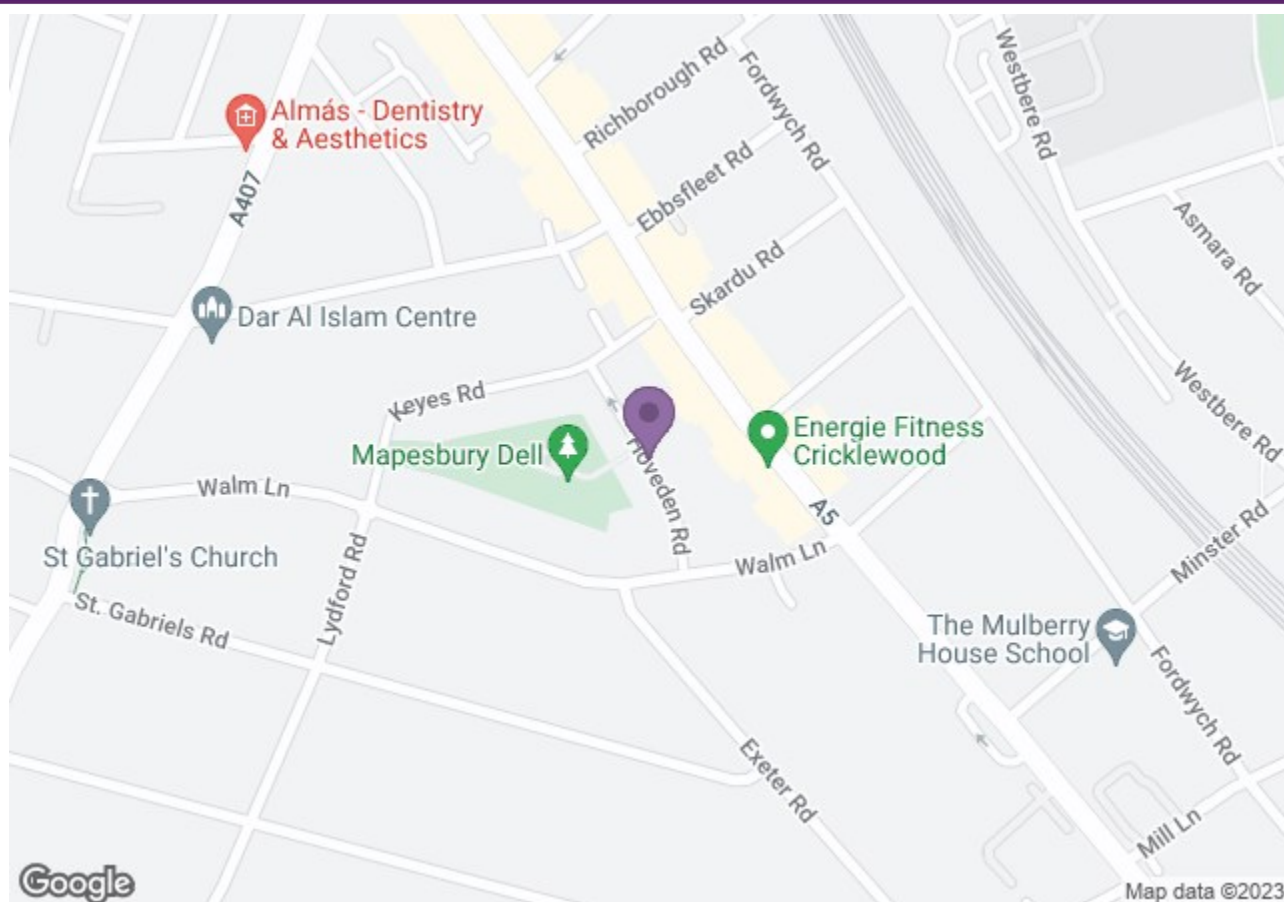 Richborough Rd
Fordwych Rd
Westbere Rd
Almás - Dentistry
& Aesthetics
A407
Ebbsfleet Rd
Asmara Rd
Skardu Rd
Dar Al Islam Centre
Westbere Rd
Keyes Rd
Mapesbury Dell
Hoveden Rd
Energie Fitness
Cricklewood
A5
Walm Ln
St Gabriel's Church
Walm Ln
Minster Rd
Lydford Rd
St. Gabriels Rd
The Mulberry
House School
Fordwych Rd
Exeter Rd
Mill Ln
Google
Map data ©2023